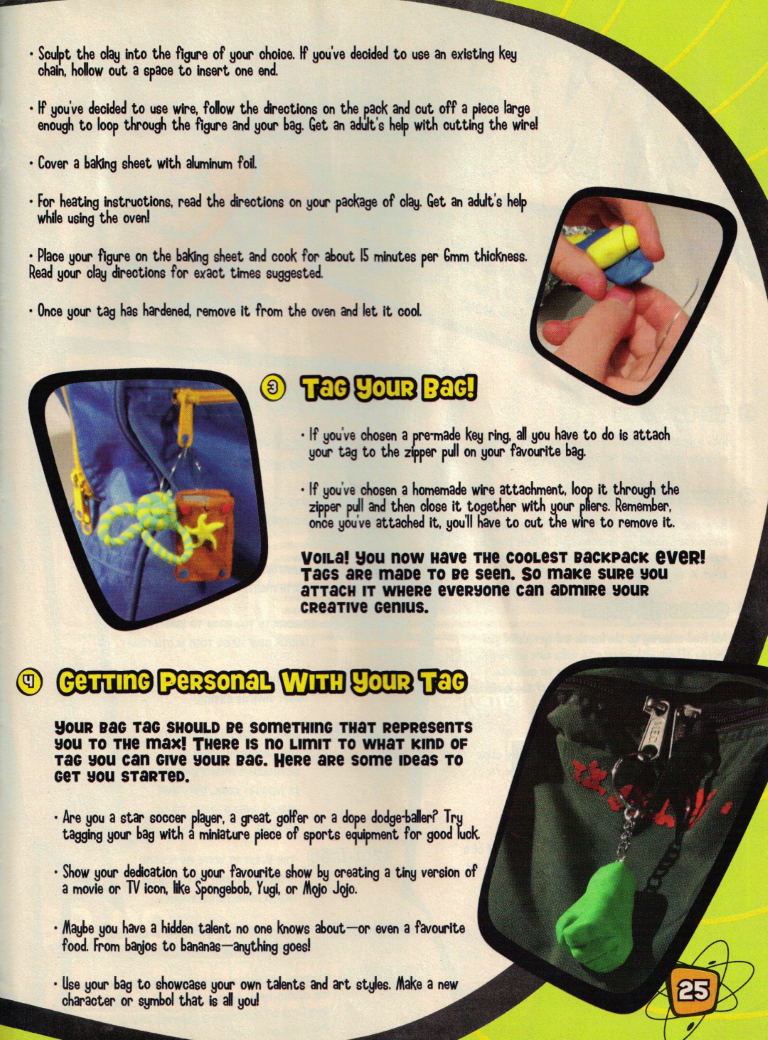 • Sculpt the clay into the figure of your choice. If you've decided to use an existing key
chain, hollow out a space to insert one end.
• If you've decided to use wire, follow the directions on the pack and cut off a piece large
enough to loop through the figure and your bag. Get an adult's help with cutting the wire!
• Cover a baking sheet with aluminum foil.
• For heating instructions, read the directions on your package of clay. Get an adult's help
while using the oven!
• Place your figure on the baking sheet and cook for about 15 minutes per 6mm thickness.
Read your clay directions for exact times suggested.
• Once your tag has hardened, remove it from the oven and let it cool.
3 Tag Your Bag!
• If you've chosen a pre-made key ring, all you have to do is attach
your tag to the zipper pull on your favourite bag.
• If you've chosen a homemade wire attachment, loop it through the
zipper pull and then close it together with your pliers. Remember,
once you've attached it, you'll have to cut the wire to remove it.
Voila! You now have the coolest backpack ever!
Tags are made to be seen. So make sure you
attach it where everyone can admire your
creative genius.
4 Getting Personal With Your Tag
Your bag tag should be something that represents
you to the max! There is no limit to what kind of
tag you can give your bag. Here are some ideas to
get you started.
• Are you a star soccer player, a great golfer or a dope dodge-baller? Try
tagging your bag with a miniature piece of sports equipment for good luck.
• Show your dedication to your favourite show by creating a tiny version of
a movie or TV icon, like Spongebob, Yugi, or Mojo Jojo.
• Maybe you have a hidden talent no one knows about—or even a favourite
food. From banjos to bananas—anything goes!
• Use your bag to showcase your own talents and art styles. Make a new
character or symbol that is all you!
25